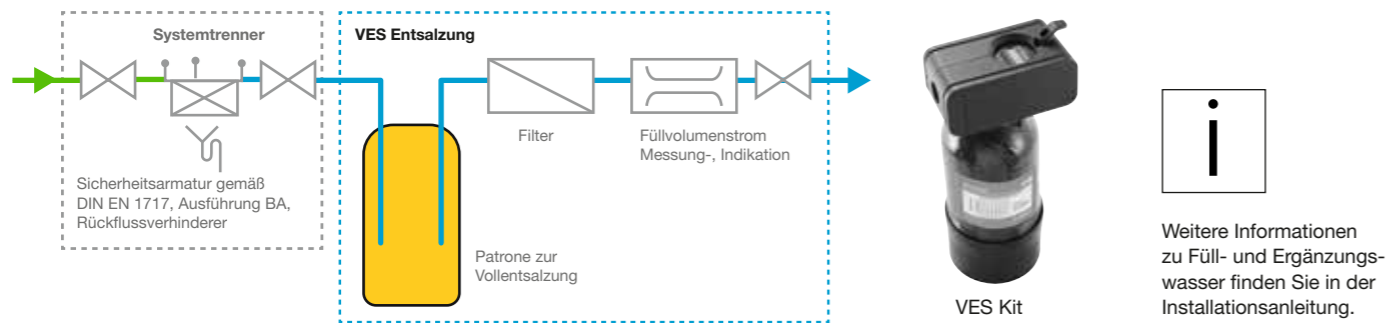 Systemtrenner
VES Entsalzung
Filter
Füllvolumenstrom
Messung-, Indikation
Sicherheitsarmatur gemäß
DIN EN 1717, Ausführung BA,
Rückflussverhinderer
Patrone zur
Vollentsalzung
VES Kit
i
Weitere Informationen
zu Füll- und Ergänzungs-
wasser finden Sie in der
Installationsanleitung.